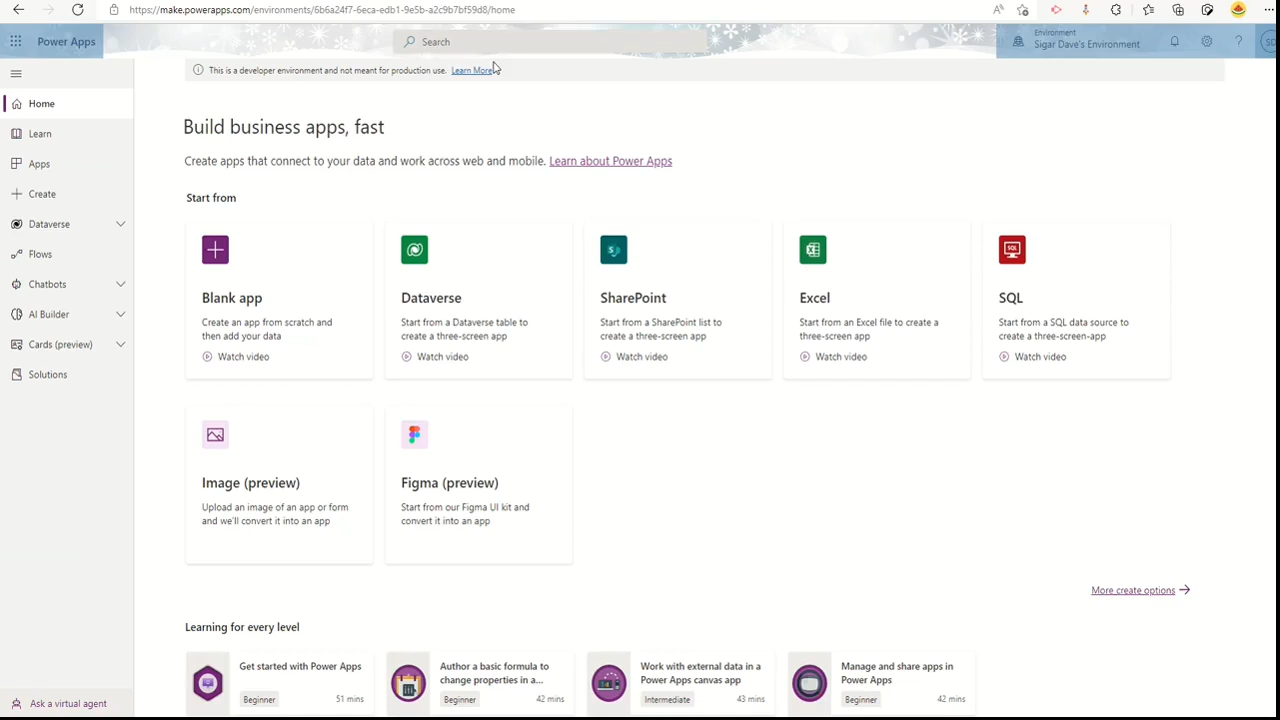 https://make.powerapps.com/environments/6b6a24f7-6eca-edb1-9e5b-a2c9b7bf59d8/home
Power Apps
Search
Environment
Sigar Dave's Environment
SD
This is a developer environment and not meant for production use. Learn More
Home
Learn
Apps
Create
Dataverse
Flows
Chatbots
AI Builder
Cards (preview)
Solutions
Ask a virtual agent
Build business apps, fast
Create apps that connect to your data and work across web and mobile. Learn about Power Apps
Start from
Blank app
Create an app from scratch and
then add your data
Watch video
Dataverse
Start from a Dataverse table to
create a three-screen app
Watch video
SharePoint
Start from a SharePoint list to
create a three-screen app
Watch video
Excel
Start from an Excel file to create a
three-screen app
Watch video
SQL
SQL
Start from a SQL data source to
create a three-screen-app
Watch video
Image (preview)
Upload an image of an app or form
and we'll convert it into an app
Figma (preview)
Start from our Figma UI kit and
convert it into an app
More create options
Learning for every level
Get started with Power Apps
Beginner
51 mins
Author a basic formula to
change properties in a...
Beginner
42 mins
Work with external data in a
Power Apps canvas app
Intermediate
43 mins
Manage and share apps in
Power Apps
Beginner
42 mins